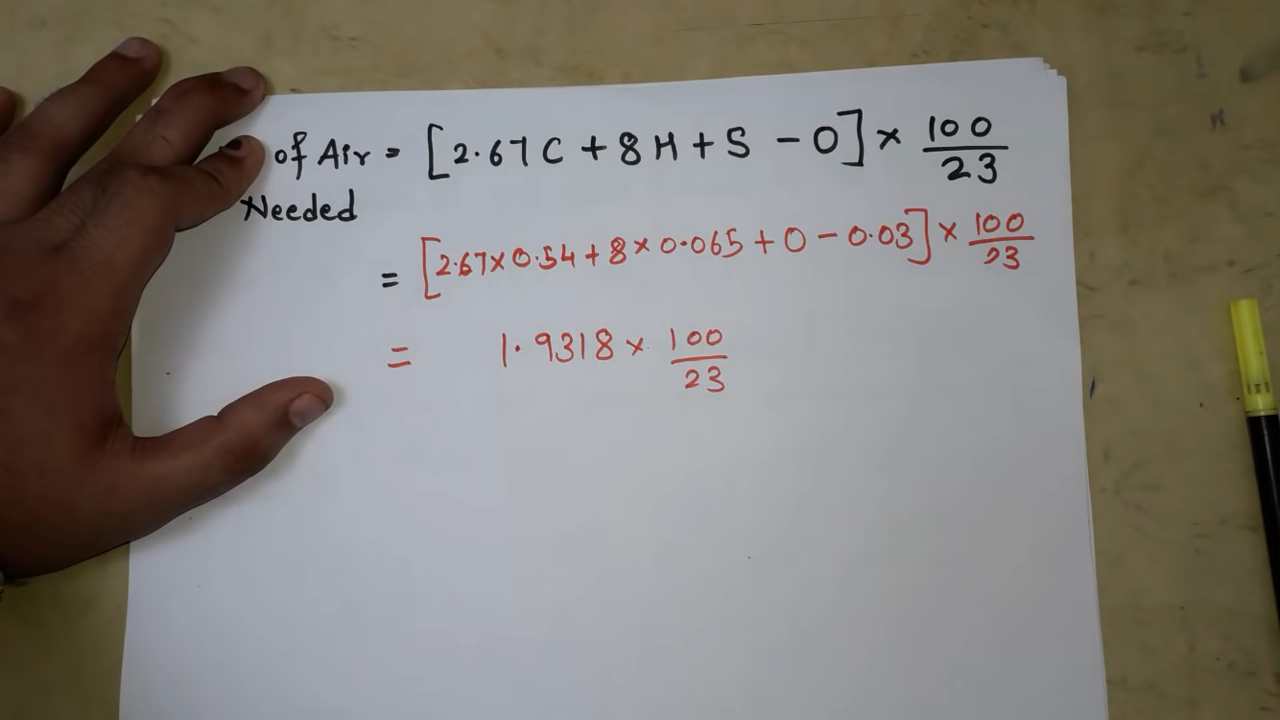 of Air = [2.67C + 8H + S - O] × 100/23
Needed
= [2.67×0.54 + 8×0.065 + 0 - 0.03] × 100/23
= 1.9318 × 100/23